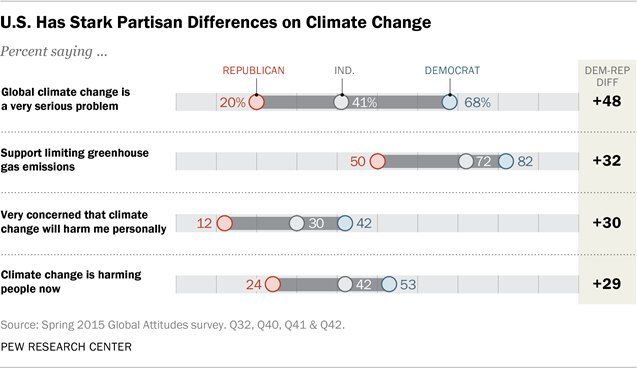 U.S. Has Stark Partisan Differences on Climate Change
Percent saying ...
REPUBLICAN IND. DEMOCRAT DEM-REP
DIFF
Global climate change is
a very serious problem
20% 41% 68% +48
Support limiting greenhouse
gas emissions
50 72 82 +32
Very concerned that climate
change will harm me personally
12 30 42 +30
Climate change is harming
people now
24 42 53 +29
Source: Spring 2015 Global Attitudes survey. Q32, Q40, Q41 & Q42.
PEW RESEARCH CENTER